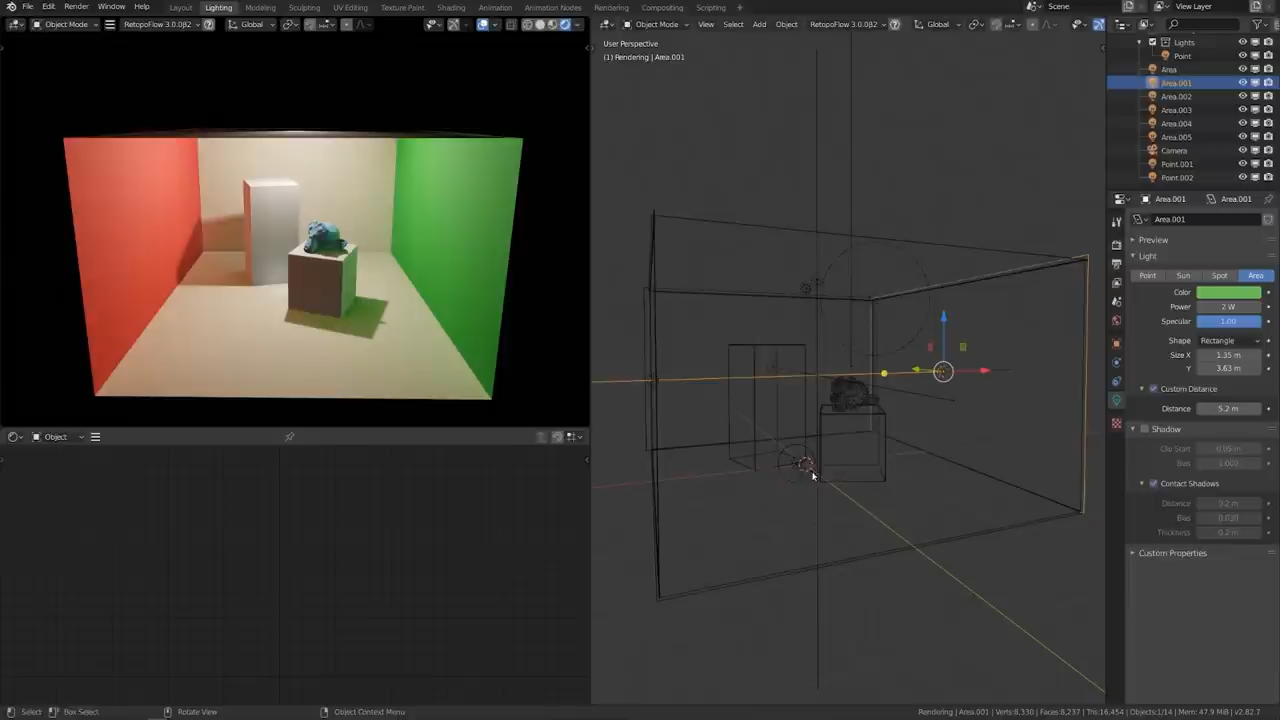 File Edit Render Window Help Layout Lighting Modeling Sculpting UV Editing Texture Paint Shading Animation Animation Nodes Rendering Compositing Scripting Scene View Layer
Object Mode RetopoFlow 3.0.0β2 Global
Object Mode View Select Add Object RetopoFlow 3.0.0β2 Global
User Perspective
(1) Rendering | Area.001
Lights
Point
Area
Area.001
Area.002
Area.003
Area.004
Area.005
Camera
Point.001
Point.002
Area.001 Area.001
Area.001
Preview
Light
Point Sun Spot Area
Color
Power 2 W
Specular 1.00
Shape Rectangle
Size X 1.35 m
Y 3.63 m
Custom Distance
Distance 5.2 m
Shadow
Clip Start 0.05 m
Bias 1.000
Contact Shadows
Distance 0.2 m
Bias 0.030
Thickness 0.2 m
Custom Properties
Object
Select Box Select Rotate View Object Context Menu
Rendering | Area.001 | Verts:8,330 | Faces:8,237 | Tris:16,454 | Objects:1/14 | Mem: 47.9 MiB | v2.82.7